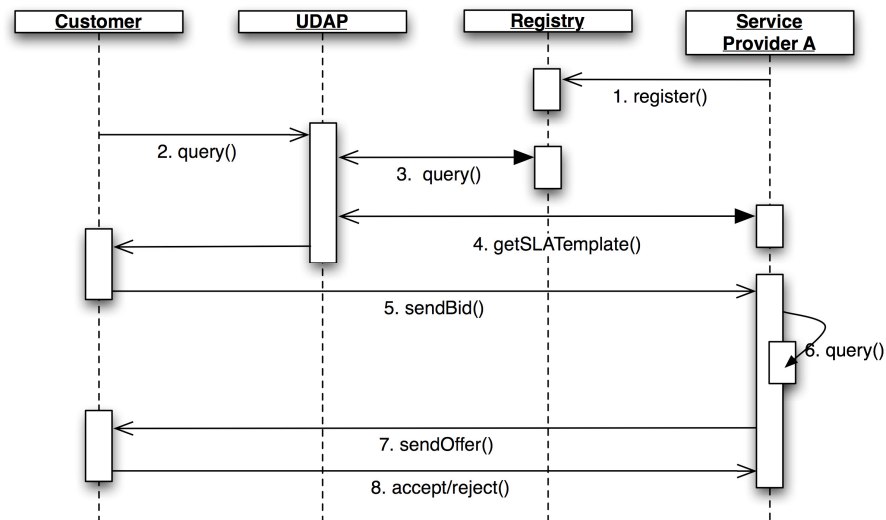 Customer
UDAP
Registry
Service
Provider A
1. register()
2. query()
3. query()
4. getSLATemplate()
5. sendBid()
6. query()
7. sendOffer()
8. accept/reject()